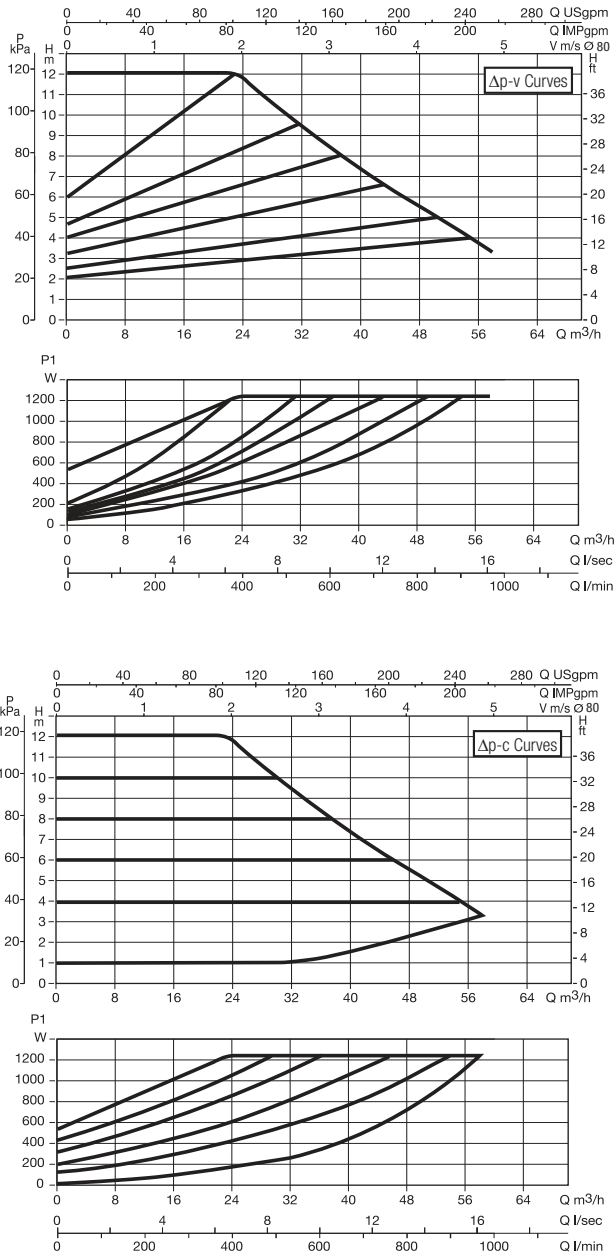 0 40 80 120 160 200 240 280 Q USgpm
0 40 80 120 160 200 240 Q IMPgpm
0 1 2 3 4 5 V m/s Ø 80
P kPa
H m
H ft
Δp-v Curves
120
100
80
60
40
20
0
12
11
10
9
8
7
6
5
4
3
2
1
0
36
32
28
24
20
16
12
8
4
0
0 8 16 24 32 40 48 56 64 Q m³/h
P1
W
1200
1000
800
600
400
200
0
0 8 16 24 32 40 48 56 64 Q m³/h
0 4 8 12 16 Q l/sec
0 200 400 600 800 1000 Q l/min
0 40 80 120 160 200 240 280 Q USgpm
0 40 80 120 160 200 Q IMPgpm
0 1 2 3 4 5 V m/s Ø 80
P kPa
H m
H ft
Δp-c Curves
120
100
80
60
40
20
0
12
11
10
9
8
7
6
5
4
3
2
1
0
36
32
28
24
20
16
12
8
4
0
0 8 16 24 32 40 48 56 64 Q m³/h
P1
W
1200
1000
800
600
400
200
0
0 8 16 24 32 40 48 56 64 Q m³/h
0 4 8 12 16 Q l/sec
0 200 400 600 800 1000 Q l/min